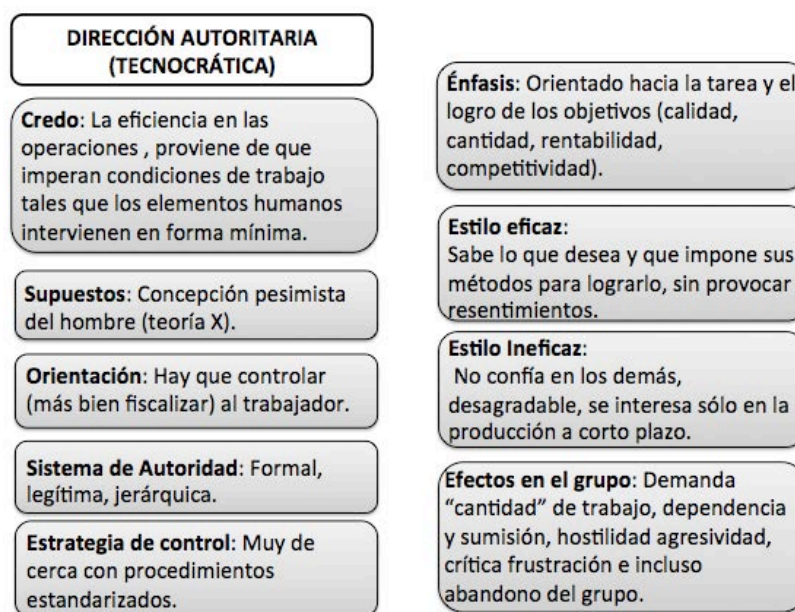 DIRECCIÓN AUTORITARIA
(TECNOCRÁTICA)
Credo: La eficiencia en las
operaciones , proviene de que
imperan condiciones de trabajo
tales que los elementos humanos
intervienen en forma mínima.
Supuestos: Concepción pesimista
del hombre (teoría X).
Orientación: Hay que controlar
(más bien fiscalizar) al trabajador.
Sistema de Autoridad: Formal,
legítima, jerárquica.
Estrategia de control: Muy de
cerca con procedimientos
estandarizados.
Énfasis: Orientado hacia la tarea y el
logro de los objetivos (calidad,
cantidad, rentabilidad,
competitividad).
Estilo eficaz:
Sabe lo que desea y que impone sus
métodos para lograrlo, sin provocar
resentimientos.
Estilo Ineficaz:
No confía en los demás,
desagradable, se interesa sólo en la
producción a corto plazo.
Efectos en el grupo: Demanda
“cantidad” de trabajo, dependencia
y sumisión, hostilidad agresividad,
crítica frustración e incluso
abandono del grupo.